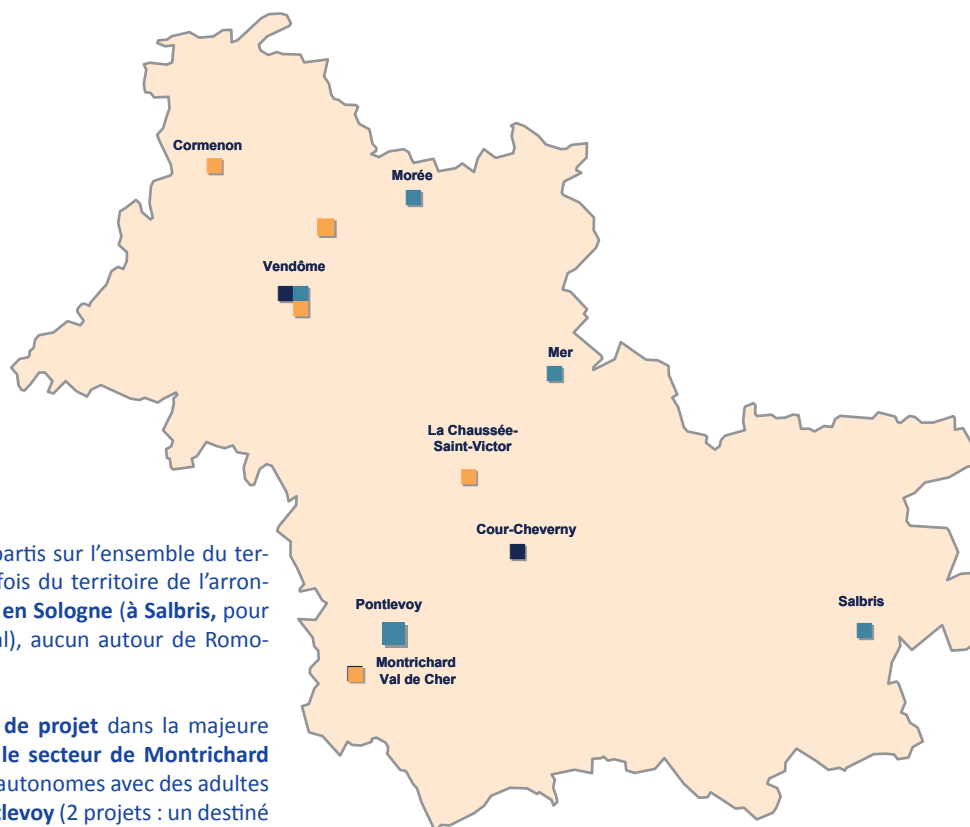 Cormenon
Morée
Vendôme
Mer
La Chaussée-
Saint-Victor
Cour-Cheverny
Pontlevoy
Salbris
Montrichard
Val de Cher
partis sur l’ensemble du ter-
fois du territoire de l’arron-
en Sologne (à Salbris, pour
al), aucun autour de Romo-
de projet dans la majeure
le secteur de Montrichard
autonomes avec des adultes
tlevoy (2 projets : un destiné